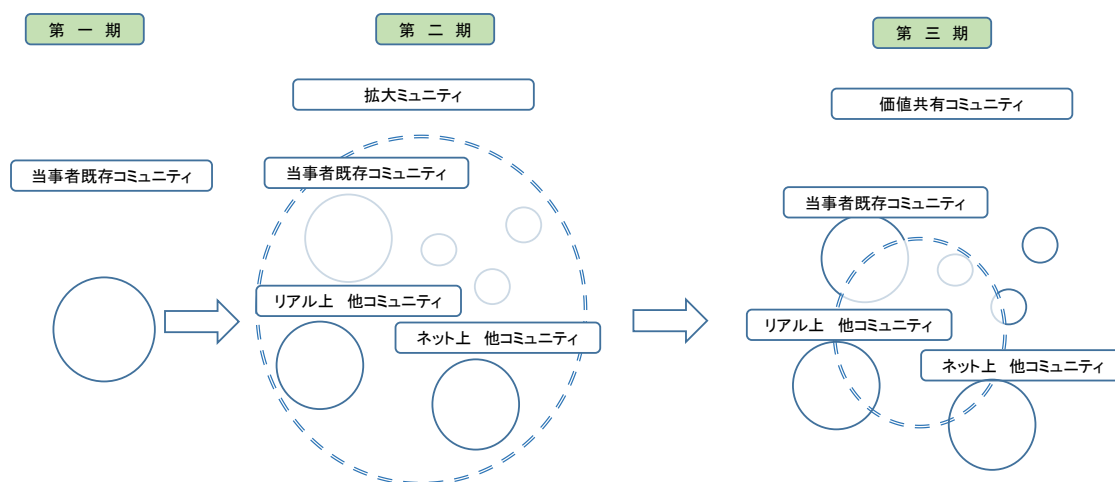 第 一 期
第 二 期
第 三 期
拡大ミュニティ
価値共有コミュニティ
当事者既存コミュニティ
当事者既存コミュニティ
当事者既存コミュニティ
リアル上 他コミュニティ
ネット上 他コミュニティ
リアル上 他コミュニティ
ネット上 他コミュニティ